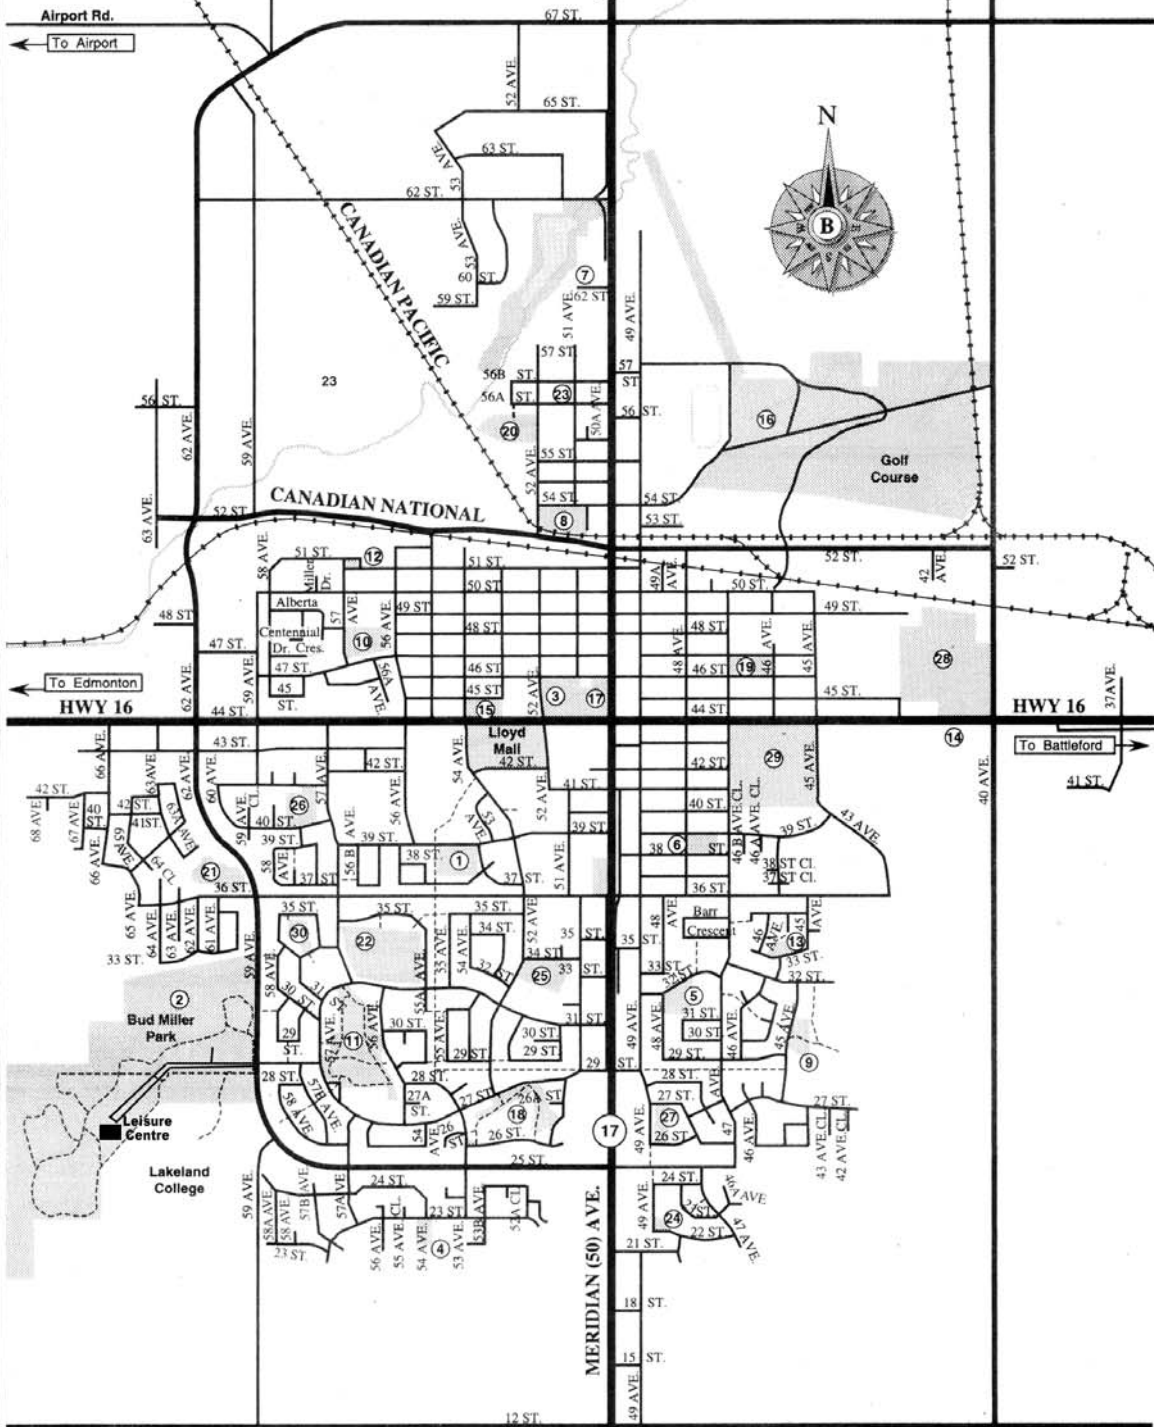 Airport Rd.
67 ST.
To Airport
52 AVE.
65 ST.
N
63 ST.
AVE.
53
62 ST.
B
CANADIAN PACIFIC
AVE.
53
60 ST.
59 ST.
7
62 ST
51 AVE.
49 AVE.
57 ST.
57
ST
56B ST.
23
56A ST.
23
50A AVE.
56 ST.
56 ST.
16
20
62 AVE.
59 AVE.
52 AVE.
55 ST.
Golf
Course
CANADIAN NATIONAL
54 ST.
54 ST.
63 AVE.
52 ST.
8
53 ST.
58 AVE.
51 ST.
12
51 ST.
49A AVE.
52 ST.
42 AVE.
52 ST.
Miller Dr.
50 ST.
50 ST.
Alberta
57 AVE.
56 AVE.
49 ST
49 ST.
48 ST.
Centennial
Dr. Cres.
10
48 ST.
48 ST.
47 ST.
47 ST.
56A AVE.
46 ST
48 AVE.
46 ST.
19
46 AVE.
45 AVE.
28
To Edmonton
62 AVE.
59 AVE.
45
ST.
45 ST.
52 AVE.
3
17
45 ST.
37AVE.
HWY 16
44 ST.
15
44 ST.
HWY 16
66 AVE.
43 ST.
Lloyd
Mall
14
To Battleford
42 ST.
42 ST.
42 ST.
29
45 AVE.
42 ST.
63AVE.
62 AVE.
60 AVE.
57 AVE.
54 AVE.
41 ST.
40 AVE.
41 ST.
68 AVE
67 AVE
40
ST.
42 ST.
41ST.
63A AVE.
59 AVE.
CL
26
56 AVE.
52 AVE.
40 ST.
46 B AVE.CL.
46 A AVE. CL.
43 AVE.
65 AVE.
40 ST.
53 AVE.
39 ST.
39 ST.
66 AVE.
39 ST.
56 B AVE.
39 ST.
38 ST.
1
6
38 ST.
38 ST Cl.
64 CL
21
58 AVE.
37 ST.
37 ST.
51 AVE.
37 ST Cl.
36 ST.
36 ST.
65 AVE.
64 AVE.
63 AVE.
62 AVE.
61 AVE.
35 ST.
35 ST.
35 ST.
52 AVE.
48 AVE.
Barr
Crescent
45 AVE.
30
22
34 ST.
35
ST.
35
ST.
46 AVE
13
33 ST.
59 AVE.
58 AVE.
55 AVE.
54 AVE.
32 ST
34 ST.
25
33
ST.
33 ST.
32 ST
33 ST.
32 ST.
2
Bud Miller
Park
30 ST.
31 ST.
55A AVE.
5
31 ST.
31 ST.
29
ST.
57 AVE.
11
56 AVE.
30 ST.
55 AVE.
30 ST.
49 AVE.
48 AVE.
30 ST.
46 AVE.
45 AVE.
9
29 ST.
29 ST.
29 ST.
29 ST.
28 ST.
28 ST.
28 ST.
57B AVE.
58 AVE
27A
ST.
27 ST.
26A ST
27 ST.
AVE.
27 ST.
Leisure
Centre
18
17
27
54 AVE.
26 ST.
26 ST.
49 AVE.
26 ST
47
46 AVE.
43 AVE.CL
42 AVE.CL
25 ST.
Lakeland
College
59 AVE.
58A AVE
58 AVE.
57B AVE
57A AVE.
24 ST.
24 ST.
46A AVE
23 ST.
53B AVE.
52A CL.
MERIDIAN (50) AVE.
49 AVE.
24
22 ST.
47 AVE.
23 ST.
56 AVE.
55 AVE. CL.
54 AVE.
4
53 AVE.
21 ST.
18 ST.
15 ST.
49 AVE.
12 ST.